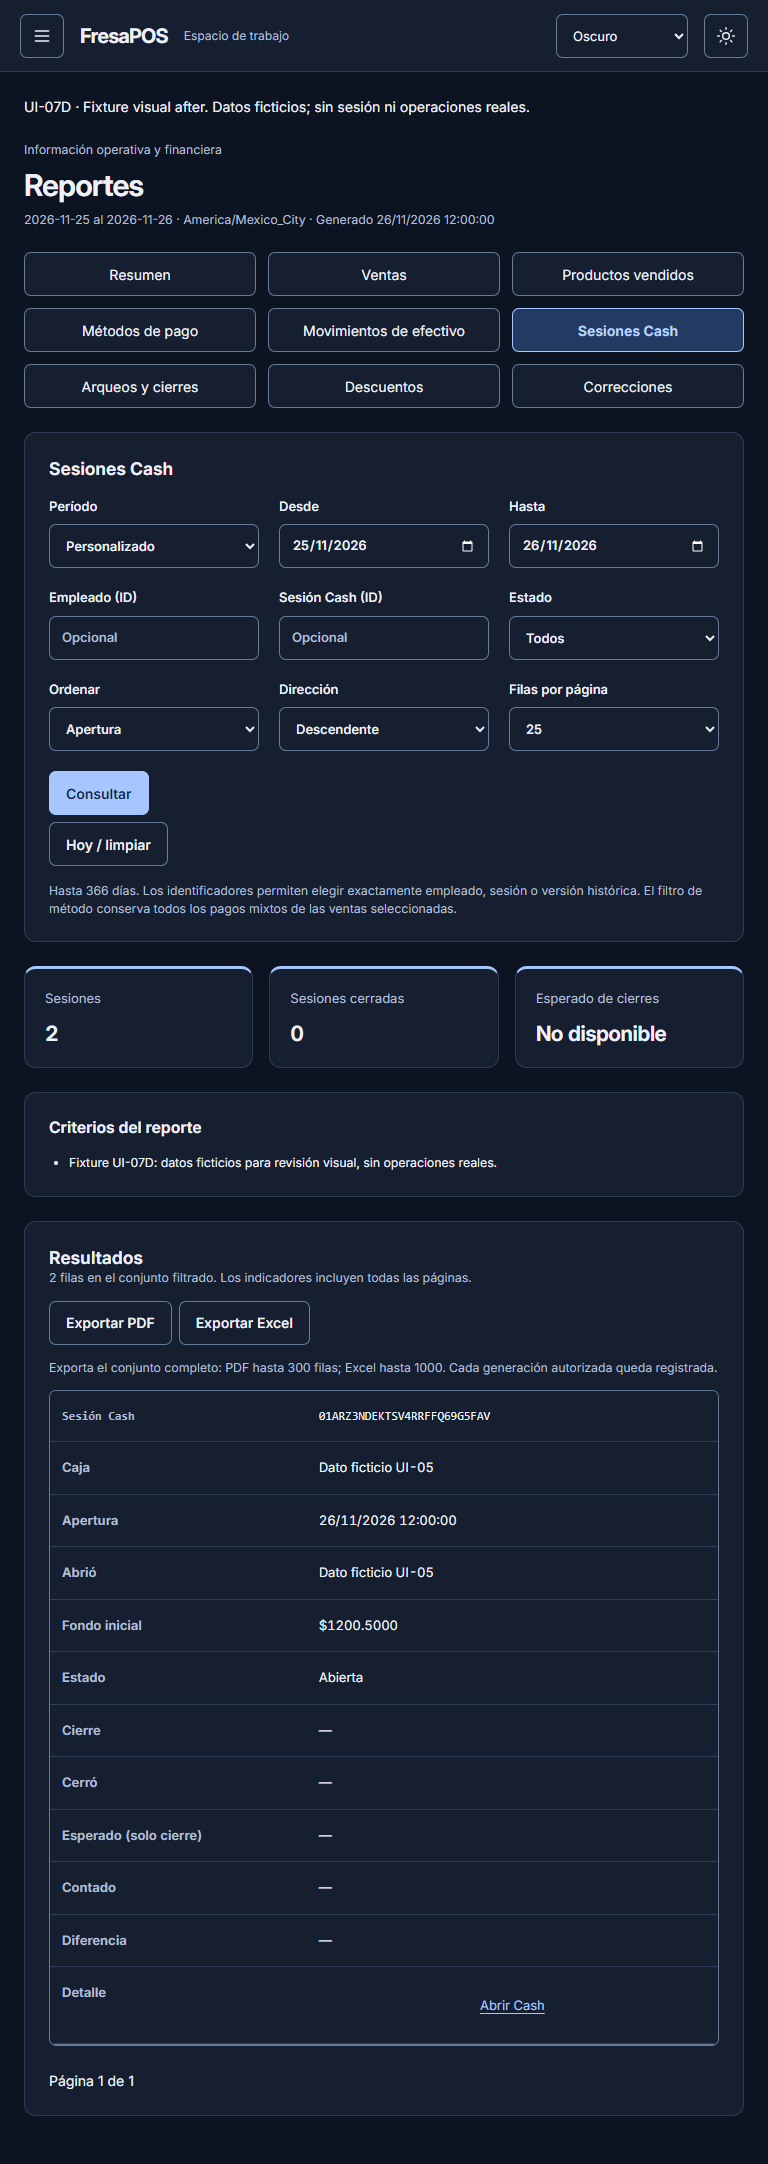 FresaPOS Espacio de trabajo Oscuro
UI-07D · Fixture visual after. Datos ficticios; sin sesión ni operaciones reales.
Información operativa y financiera
Reportes
2026-11-25 al 2026-11-26 · America/Mexico_City · Generado 26/11/2026 12:00:00
Resumen Ventas Productos vendidos
Métodos de pago Movimientos de efectivo Sesiones Cash
Arqueos y cierres Descuentos Correcciones
Sesiones Cash
Período Desde Hasta
Personalizado 25/11/2026 26/11/2026
Empleado (ID) Sesión Cash (ID) Estado
Opcional Opcional Todos
Ordenar Dirección Filas por página
Apertura Descendente 25
Consultar
Hoy / limpiar
Hasta 366 días. Los identificadores permiten elegir exactamente empleado, sesión o versión histórica. El filtro de
método conserva todos los pagos mixtos de las ventas seleccionadas.
Sesiones Sesiones cerradas Esperado de cierres
2 0 No disponible
Criterios del reporte
• Fixture UI-07D: datos ficticios para revisión visual, sin operaciones reales.
Resultados
2 filas en el conjunto filtrado. Los indicadores incluyen todas las páginas.
Exportar PDF Exportar Excel
Exporta el conjunto completo: PDF hasta 300 filas; Excel hasta 1000. Cada generación autorizada queda registrada.
Sesión Cash 01ARZ3NDEKTSV4RRFFQ69G5FAV
Caja Dato ficticio UI-05
Apertura 26/11/2026 12:00:00
Abrió Dato ficticio UI-05
Fondo inicial $1200.5000
Estado Abierta
Cierre —
Cerró —
Esperado (solo cierre) —
Contado —
Diferencia —
Detalle Abrir Cash
Página 1 de 1